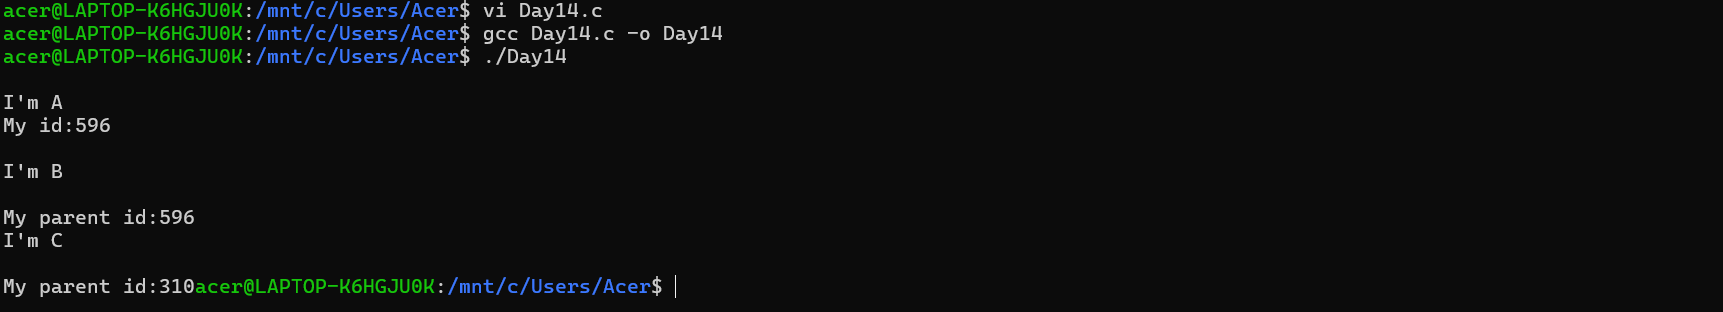 acer@LAPTOP-K6HGJU0K:/mnt/c/Users/Acer$ vi Day14.c
acer@LAPTOP-K6HGJU0K:/mnt/c/Users/Acer$ gcc Day14.c -o Day14
acer@LAPTOP-K6HGJU0K:/mnt/c/Users/Acer$ ./Day14
I'm A
My id:596
I'm B
My parent id:596
I'm C
My parent id:310acer@LAPTOP-K6HGJU0K:/mnt/c/Users/Acer$